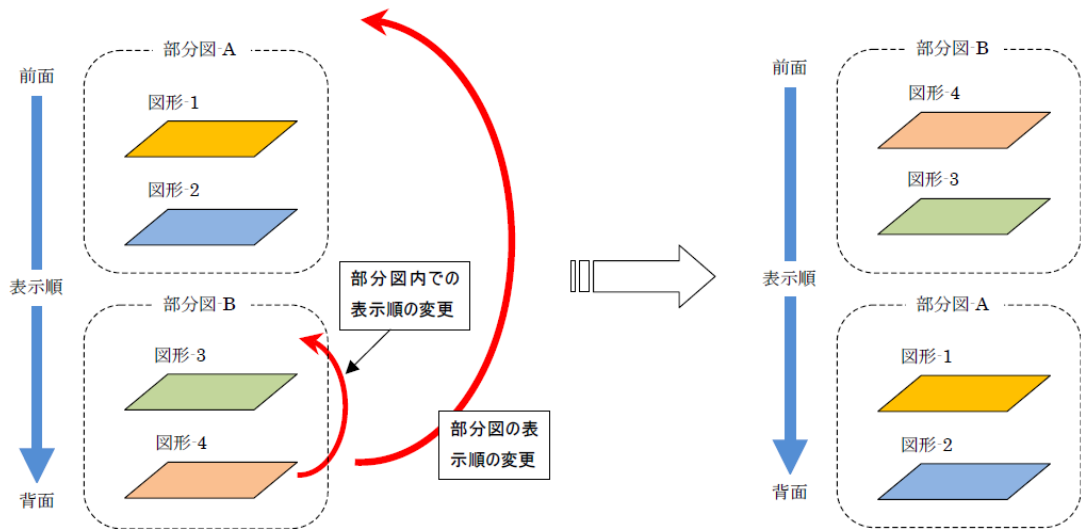 部分図-A
前面
図形-1
図形-2
表示順
部分図内での
表示順の変更
部分図-B
図形-3
図形-4
部分図の表
示順の変更
背面
部分図-B
前面
図形-4
図形-3
表示順
部分図-A
図形-1
図形-2
背面